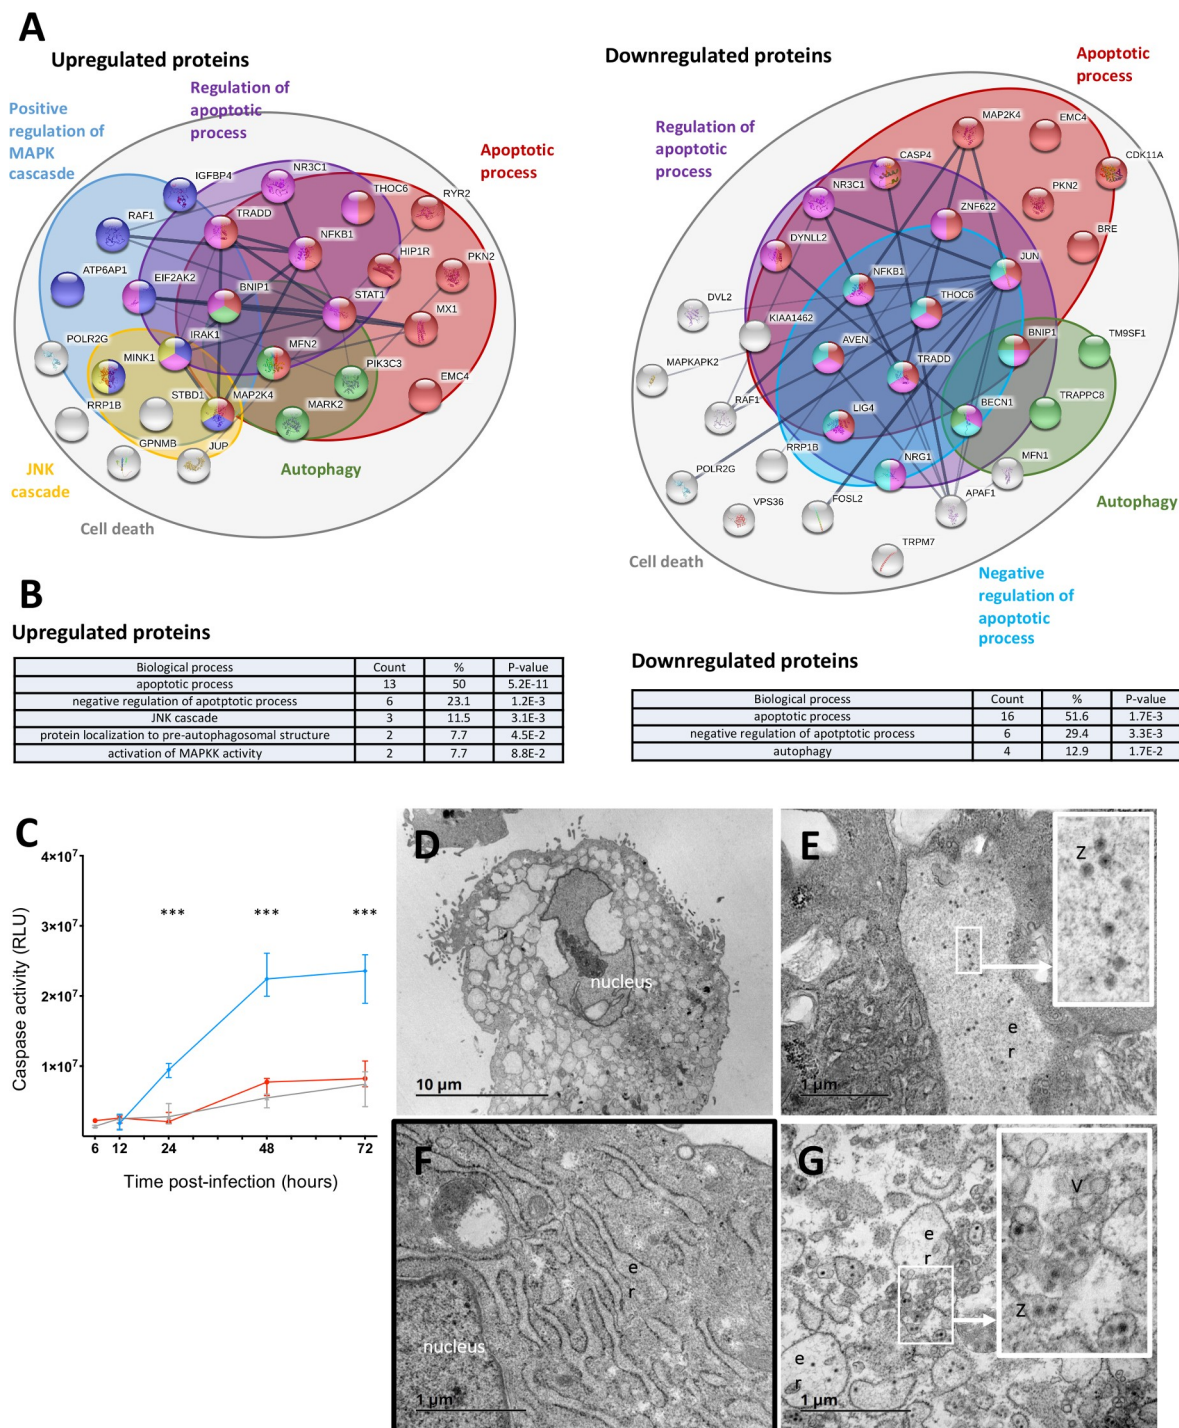 A
Upregulated proteins
Positive
regulation of
MAPK
cascasde
Regulation of
apoptotic
process
Apoptotic
process
IGFBP4
NR3C1
THOC6
RYR2
RAF1
TRADD
NFKB1
HIP1R
PKN2
ATP6AP1
EIF2AK2
BNIP1
STAT1
MX1
POLR2G
IRAK1
MINK1
MFN2
PIK3C3
EMC4
RRP1B
STBD1
MAP2K4
MARK2
GPNMB
JUP
JNK
cascade
Autophagy
Cell death
Downregulated proteins
Apoptotic
process
Regulation of
apoptotic
process
MAP2K4
EMC4
CDK11A
CASP4
NR3C1
PKN2
ZNF622
BRE
DYNLL2
JUN
NFKB1
THOC6
DVL2
KIAA1462
BNIP1
TM9SF1
AVEN
TRADD
MAPKAPK2
RAF1
LIG4
BECN1
TRAPPC8
RRP1B
MFN1
POLR2G
NRG1
APAF1
VPS36
FOSL2
TRPM7
Autophagy
Cell death
Negative
regulation of
apoptotic
process
B
Upregulated proteins
Biological process Count % P-value
apoptotic process 13 50 5.2E-11
negative regulation of apotptotic process 6 23.1 1.2E-3
JNK cascade 3 11.5 3.1E-3
protein localization to pre-autophagosomal structure 2 7.7 4.5E-2
activation of MAPKK activity 2 7.7 8.8E-2
Downregulated proteins
Biological process Count % P-value
apoptotic process 16 51.6 1.7E-3
negative regulation of apotptotic process 6 29.4 3.3E-3
autophagy 4 12.9 1.7E-2
C
Caspase activity (RLU)
4×10⁷
3×10⁷
2×10⁷
1×10⁷
*** *** ***
6 12 24 48 72
Time post-infection (hours)
D
nucleus
10 µm
E
Z
e
r
1 µm
F
e
r
nucleus
1 µm
G
e
r
V
Z
e
r
1 µm